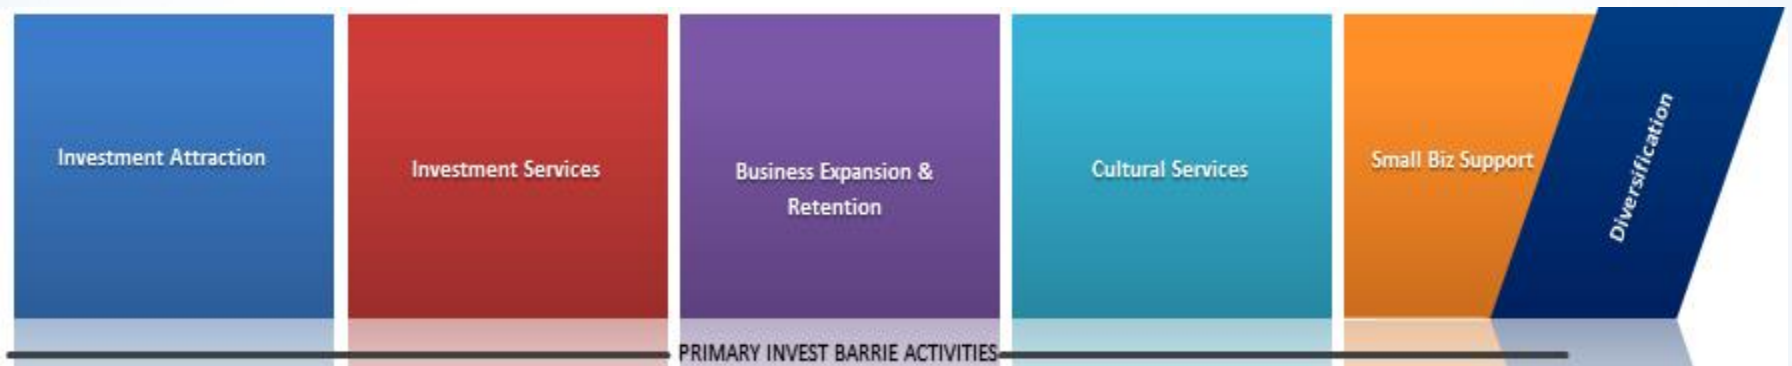 Investment Attraction
Investment Services
Business Expansion &
Retention
Cultural Services
Small Biz Support
Diversification
PRIMARY INVEST BARRIE ACTIVITIES